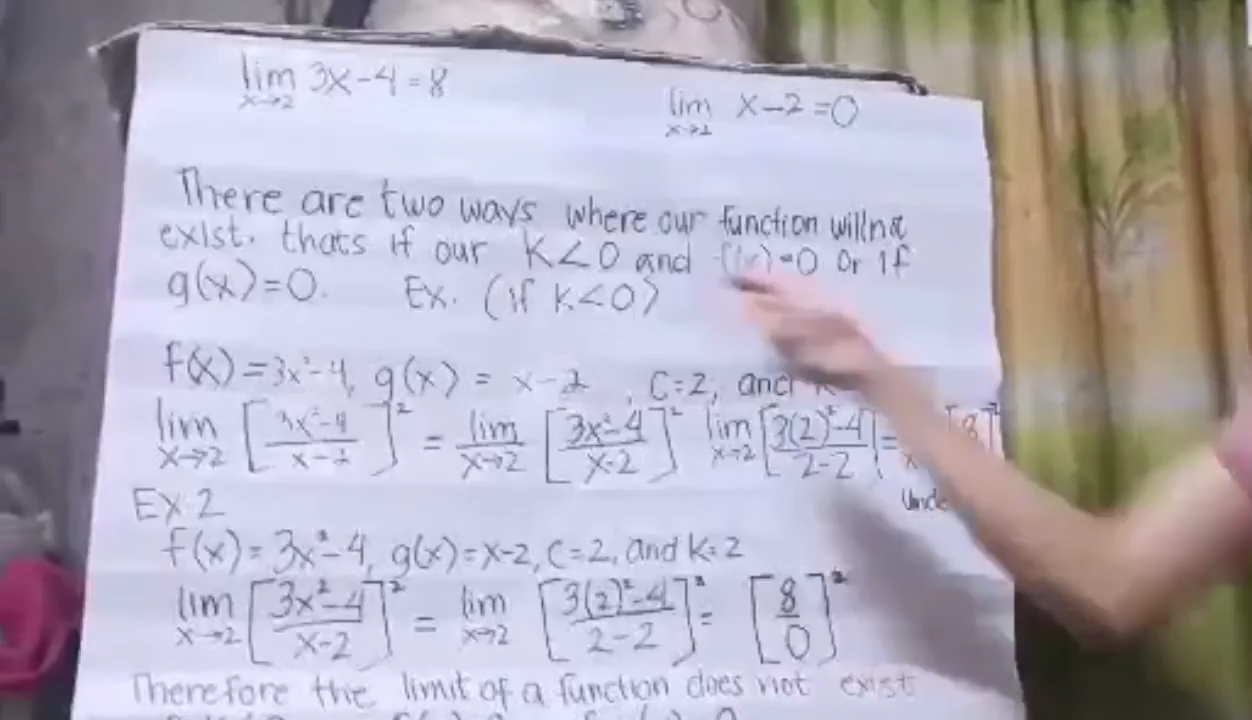 lim 3x-4=8
x→2
lim x-2=0
x→2
There are two ways where our function will
exist. thats if our K<0 and =0 or if
g(x)=0. Ex. (if K<0)
f(x)=3x²-4, g(x) = x-2, C=2, and
lim [3x²-4 / x-2]² = lim [3x²-4 / x-2]² lim [3(2)²-4 / 2-2] = [8
x→2 x→2 x→2
Ex 2
f(x)=3x²-4, g(x)=x-2, C=2, and K=2
lim [3x²-4 / x-2]² = lim [3(2)²-4 / 2-2]² = [8 / 0]²
x→2 x→2
Therefore the limit of a function does not exist